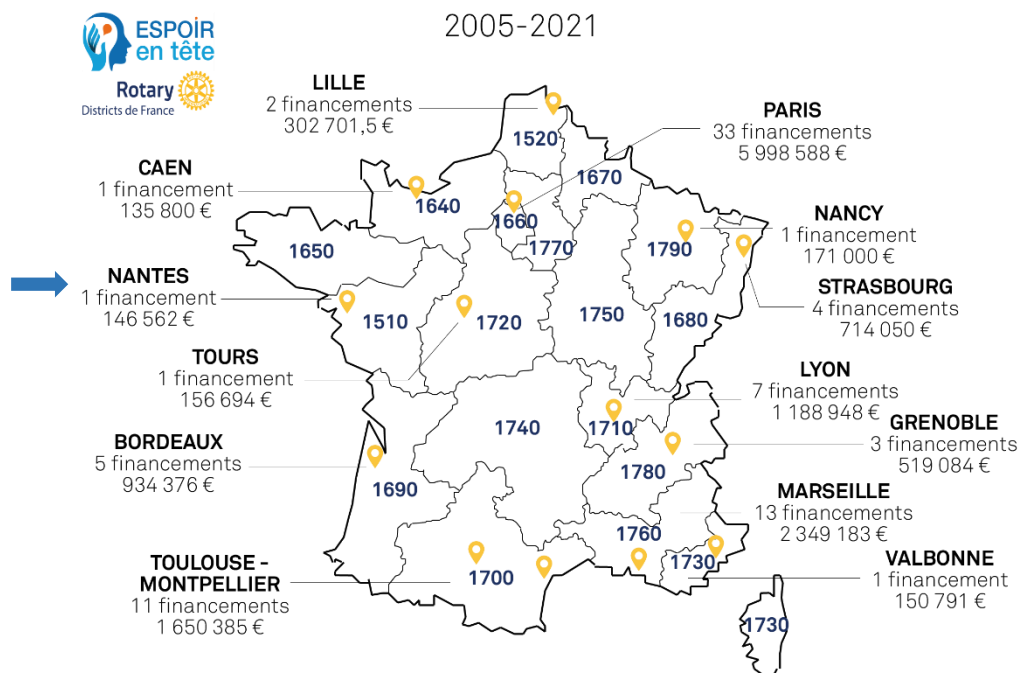 ESPOIR
en tête
Rotary
Districts de France
2005-2021
LILLE
2 financements
302 701,5 €
PARIS
33 financements
5 998 588 €
CAEN
1 financement
135 800 €
NANCY
1 financement
171 000 €
NANTES
1 financement
146 562 €
STRASBOURG
4 financements
714 050 €
TOURS
1 financement
156 694 €
LYON
7 financements
1 188 948 €
BORDEAUX
5 financements
934 376 €
GRENOBLE
3 financements
519 084 €
MARSEILLE
13 financements
2 349 183 €
TOULOUSE -
MONTPELLIER
11 financements
1 650 385 €
VALBONNE
1 financement
150 791 €
1520
1670
1640
1660
1770
1790
1650
1510
1720
1750
1680
1740
1710
1780
1690
1760
1700
1730
1730